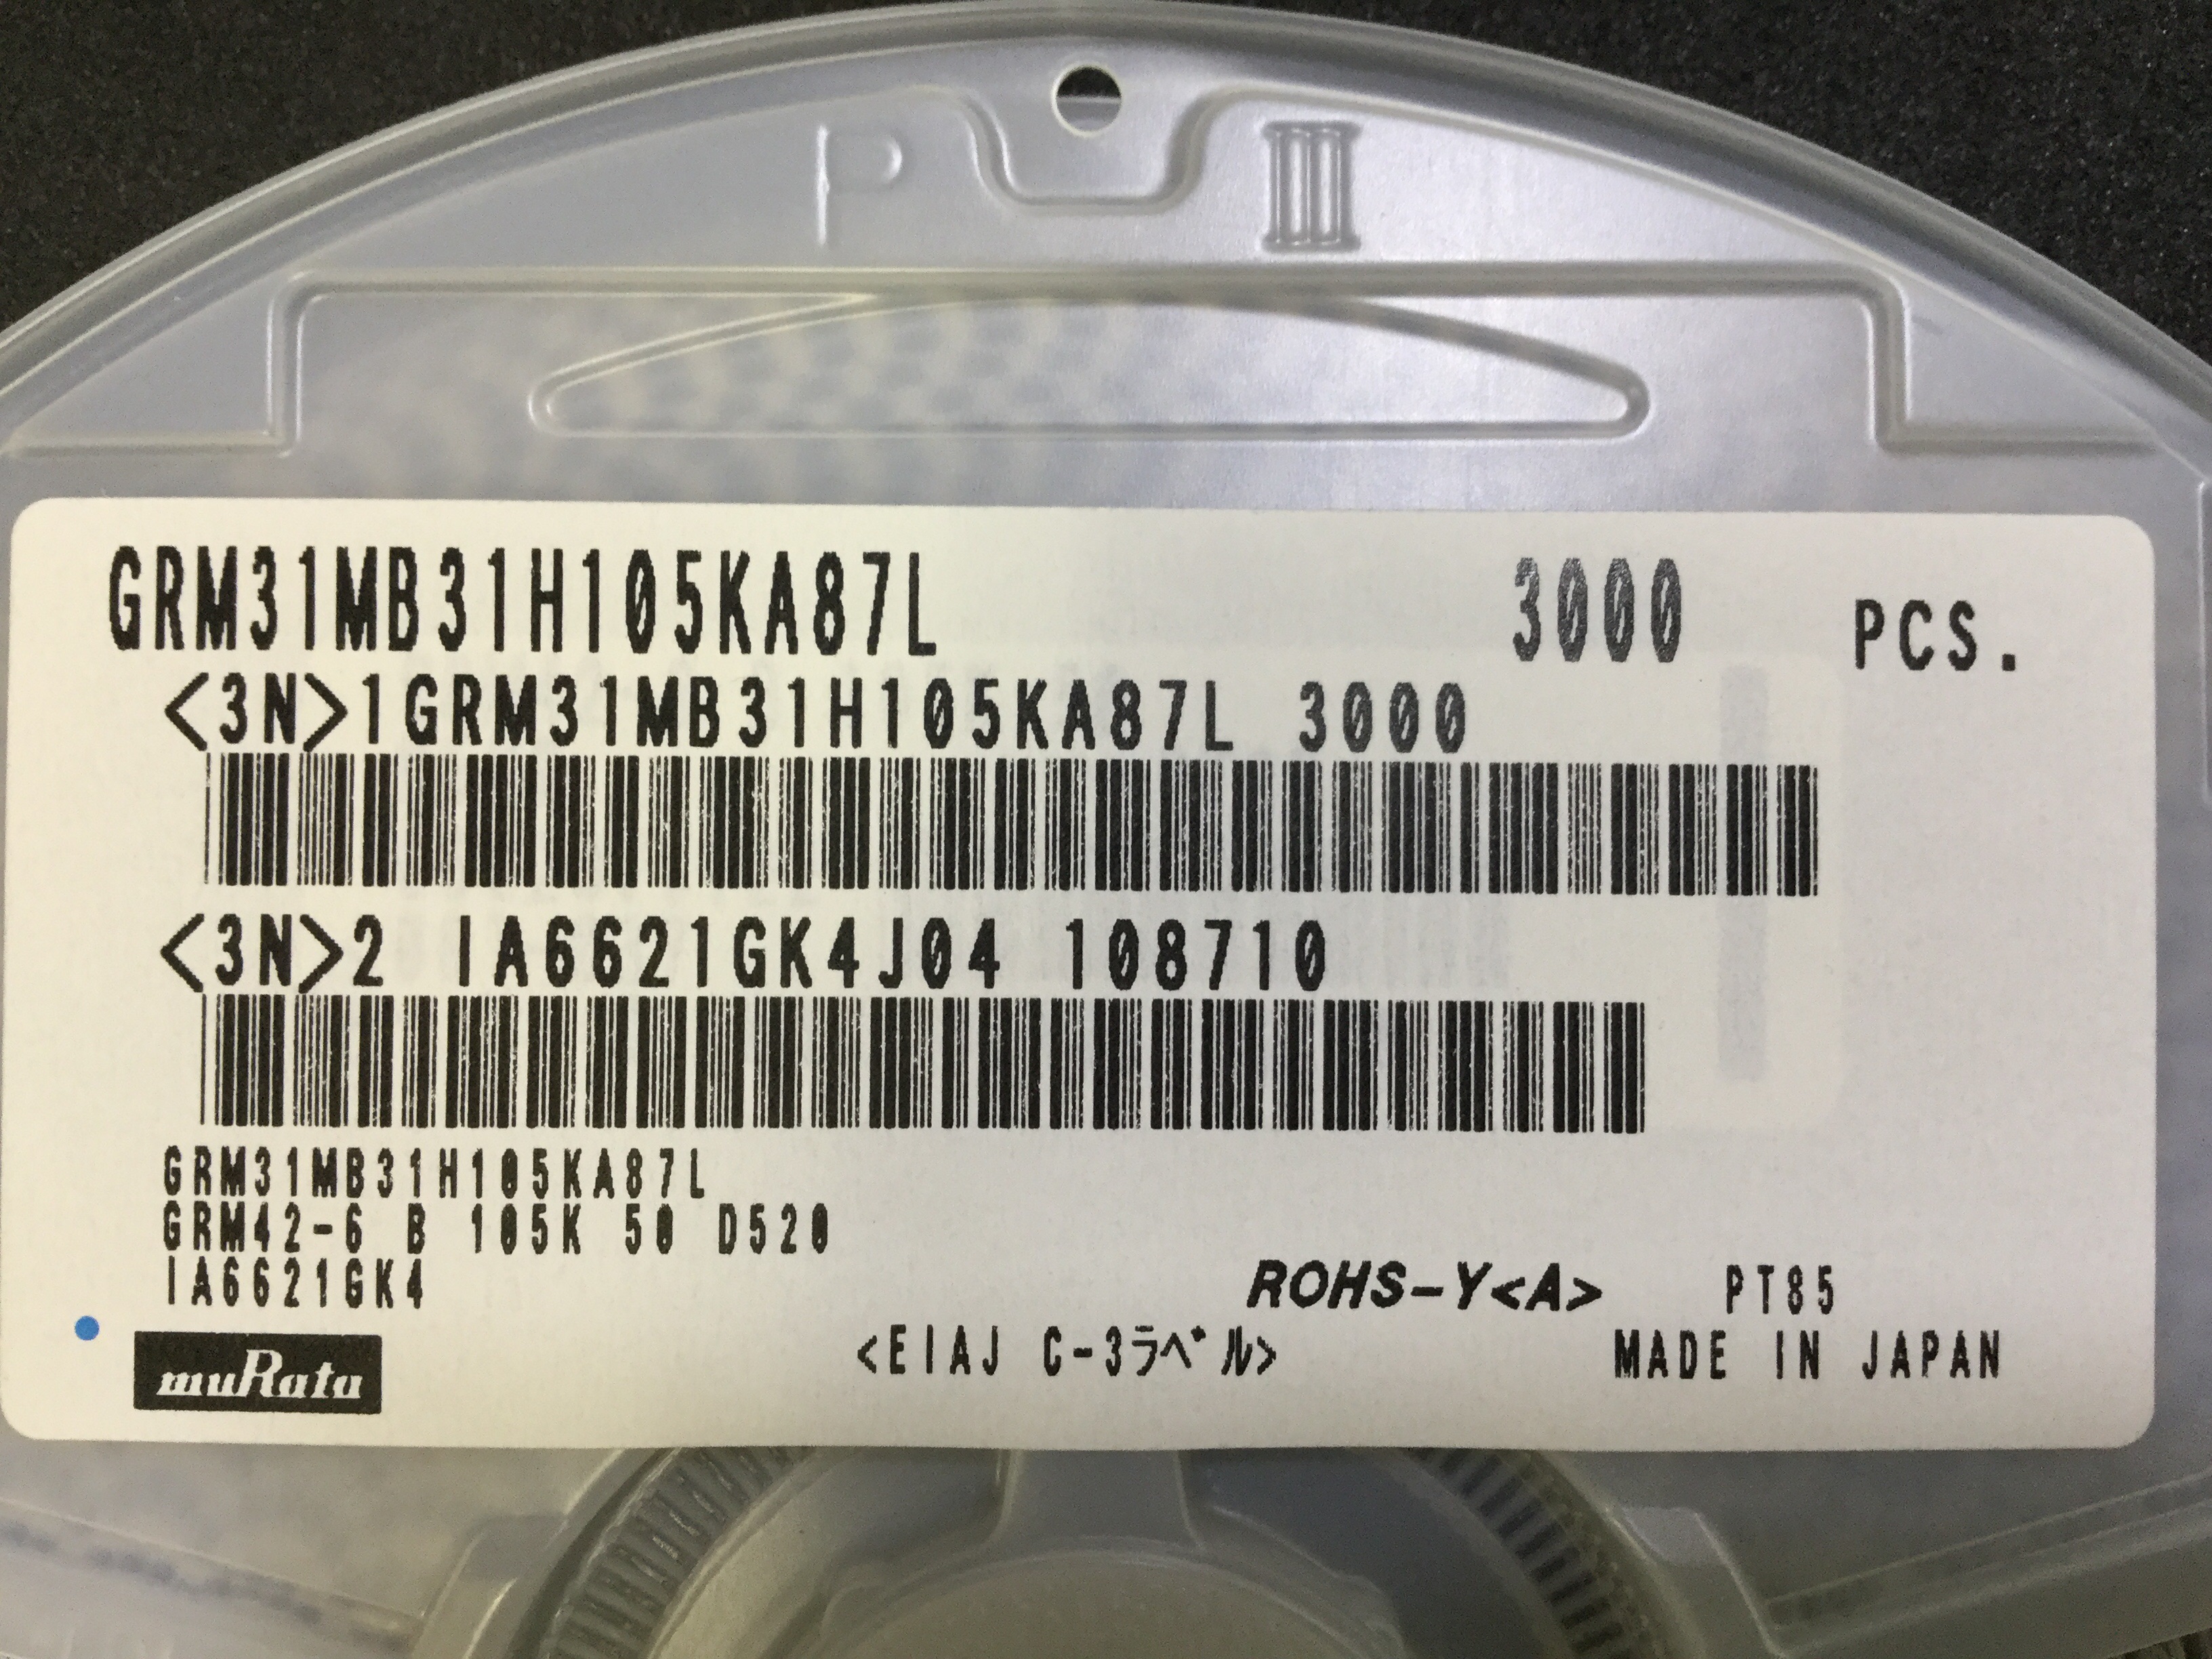 P III
GRM31MB31H105KA87L 3000 PCS.
<3N>1GRM31MB31H105KA87L 3000
<3N>2 IA6621GK4J04 108710
GRM31MB31H105KA87L
GRM42-6 B 105K 50 D520
IA6621GK4
ROHS-Y<A> PT85
muRata <EIAJ C-3ラベル> MADE IN JAPAN